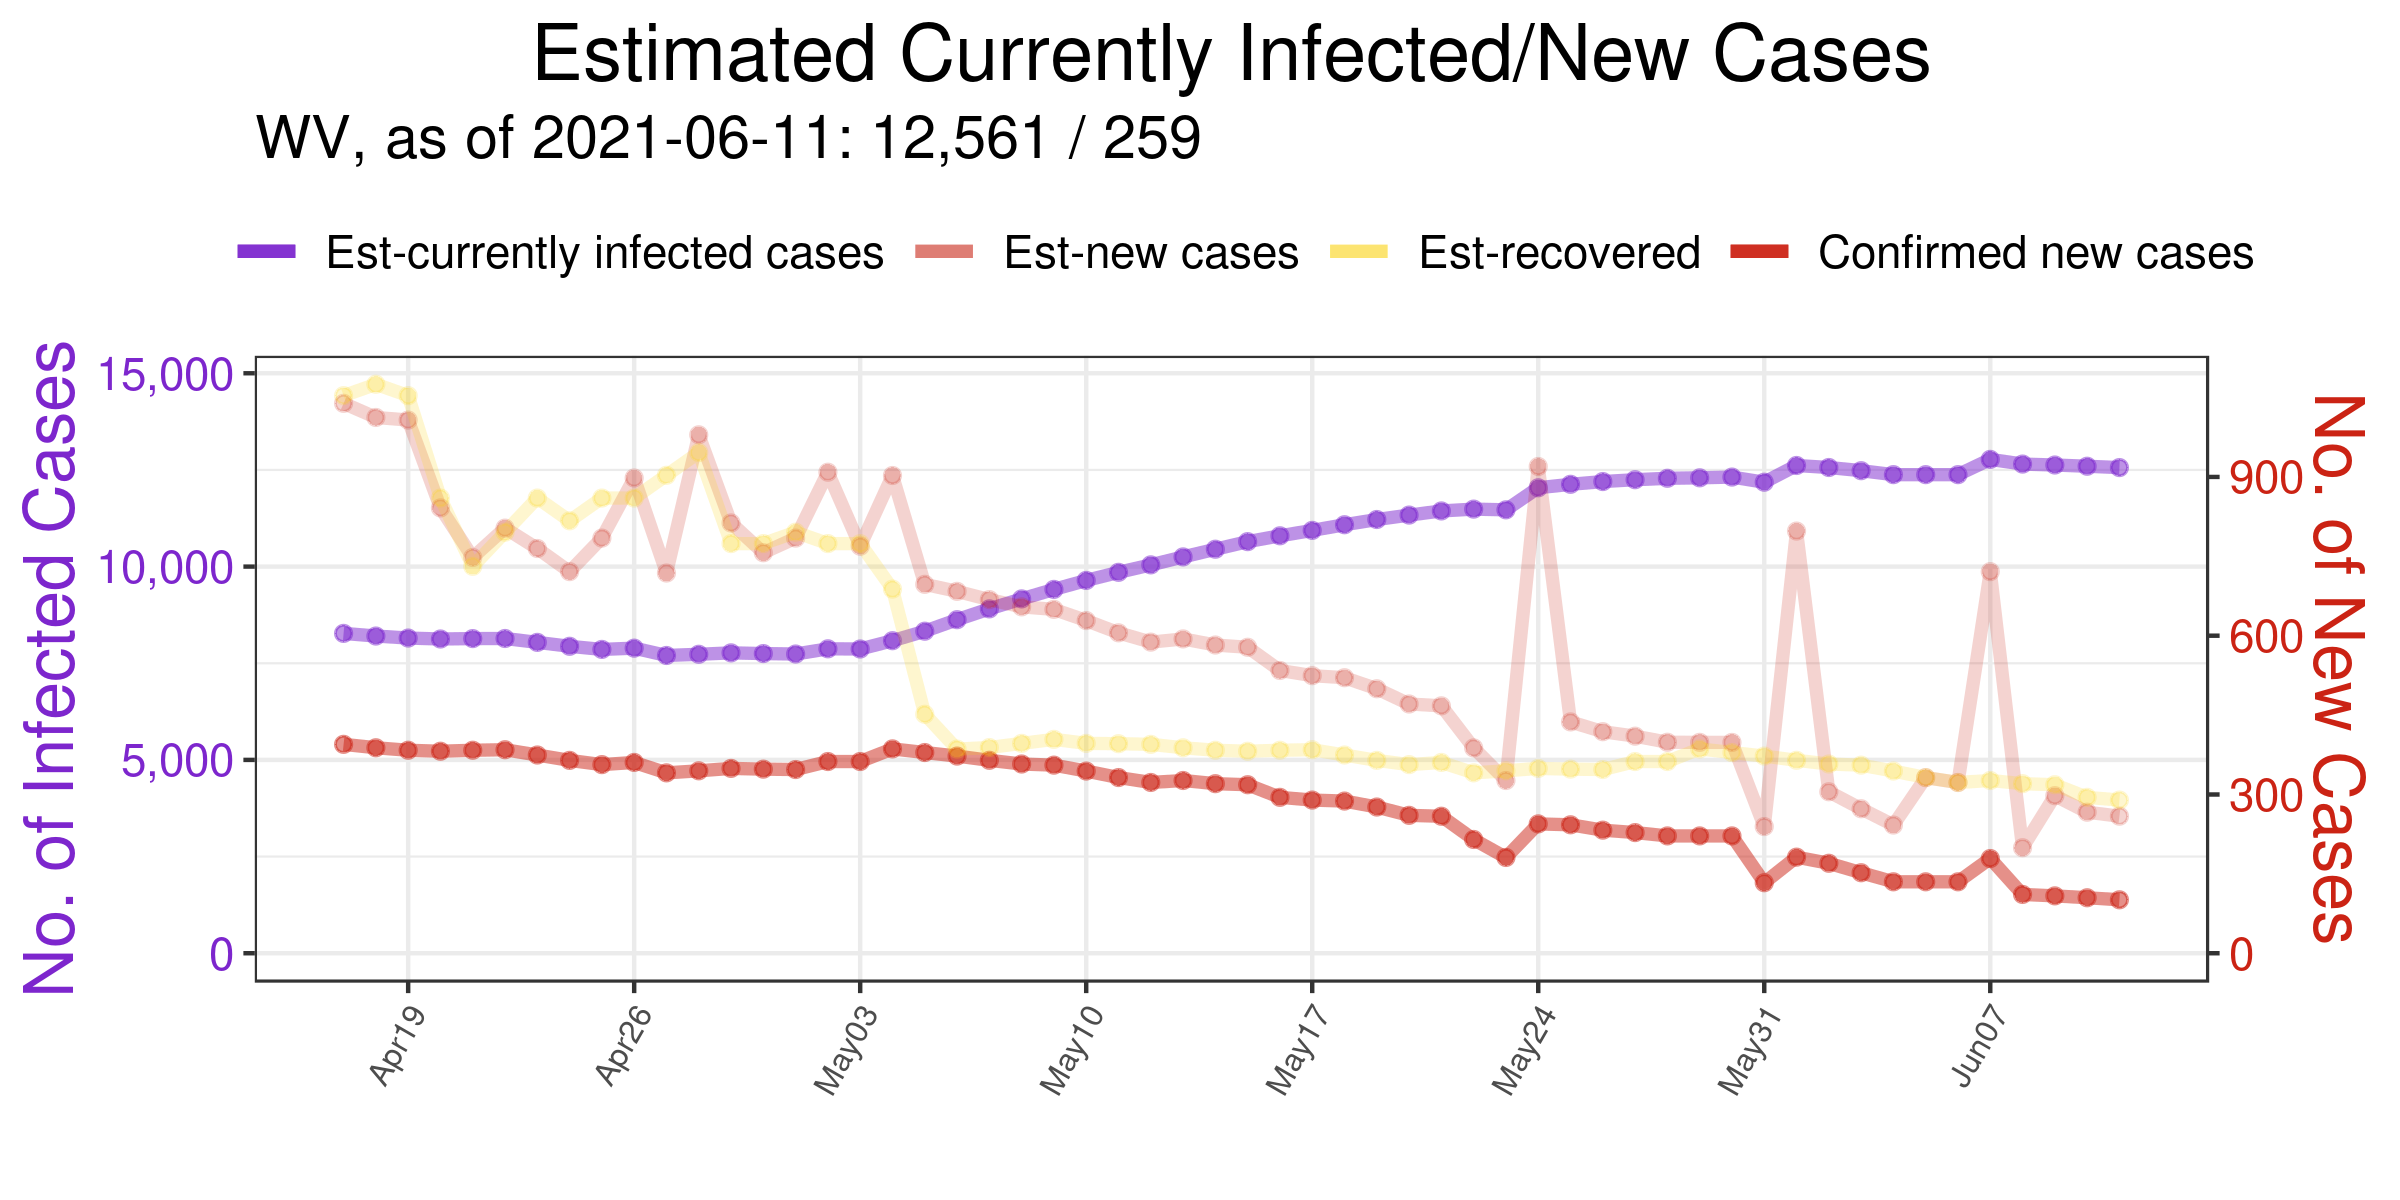 Estimated Currently Infected/New Cases
WV, as of 2021-06-11: 12,561 / 259
Est-currently infected cases Est-new cases Est-recovered Confirmed new cases
No. of Infected Cases
15,000
10,000
5,000
0
900
600
300
0
No. of New Cases
Apr19 Apr26 May03 May10 May17 May24 May31 Jun07